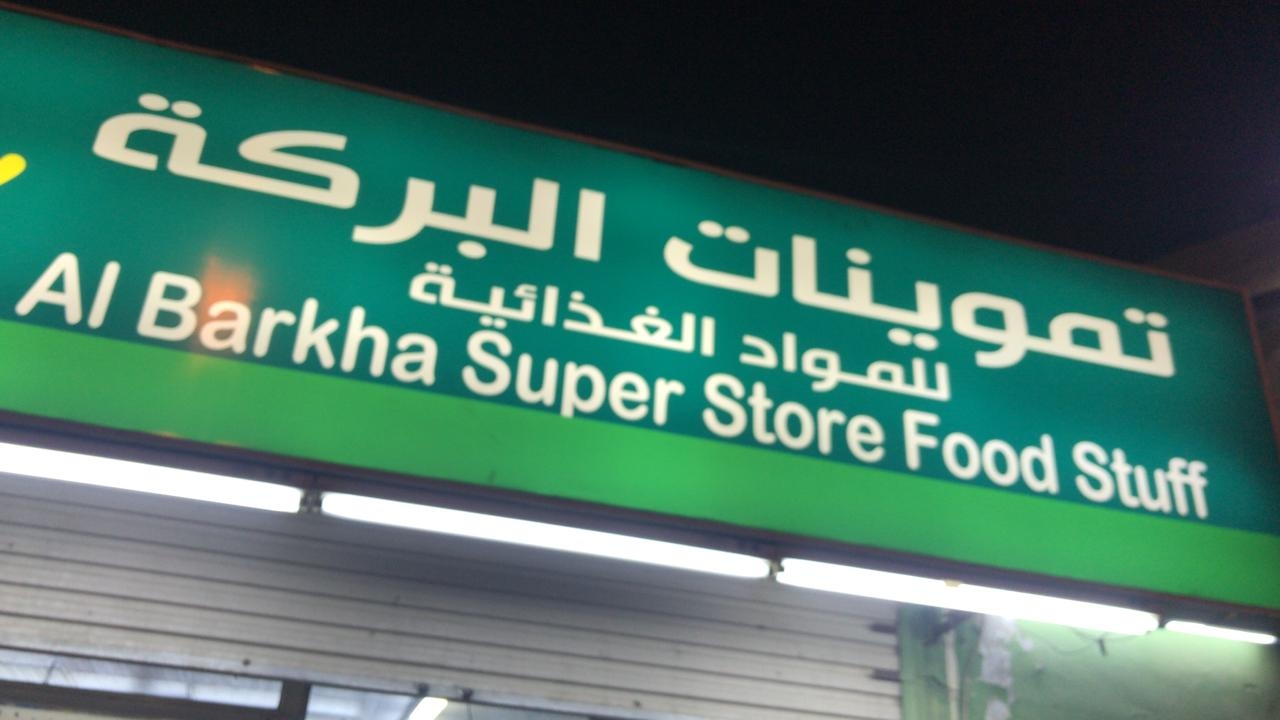 تموينات البركة
للمواد الغذائية
Al Barkha Super Store Food Stuff